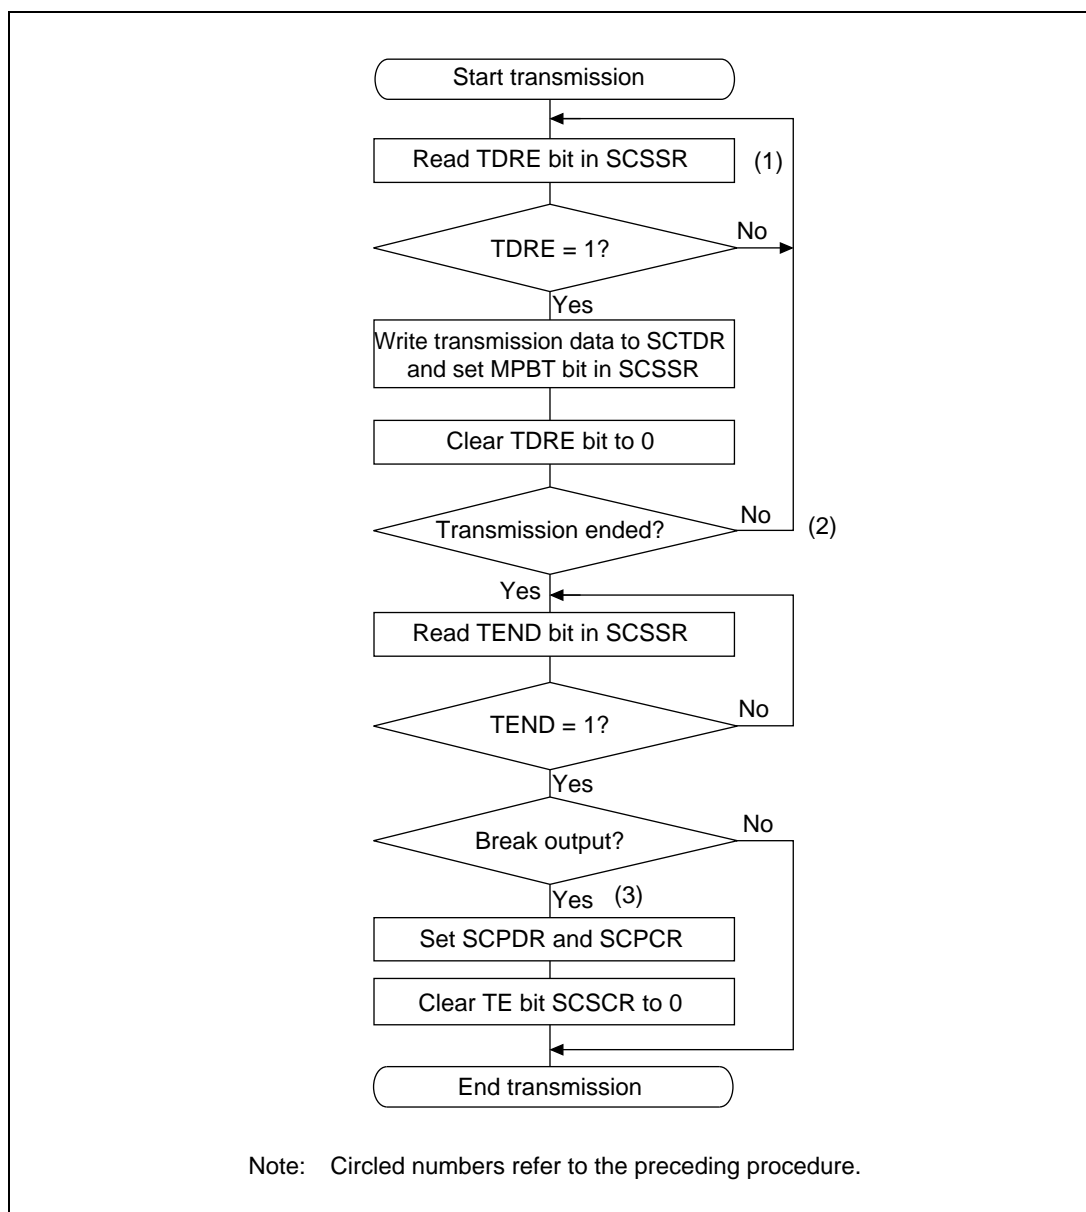 Start transmission
Read TDRE bit in SCSSR
(1)
TDRE = 1?
No
Yes
Write transmission data to SCTDR
and set MPBT bit in SCSSR
Clear TDRE bit to 0
Transmission ended?
No
(2)
Yes
Read TEND bit in SCSSR
TEND = 1?
No
Yes
Break output?
No
Yes
(3)
Set SCPDR and SCPCR
Clear TE bit SCSCR to 0
End transmission
Note: Circled numbers refer to the preceding procedure.